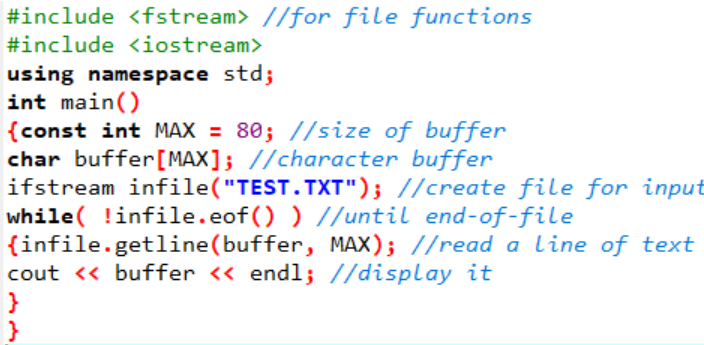 #include <fstream> //for file functions
#include <iostream>
using namespace std;
int main()
{const int MAX = 80; //size of buffer
char buffer[MAX]; //character buffer
ifstream infile("TEST.TXT"); //create file for input
while( !infile.eof() ) //until end-of-file
{infile.getline(buffer, MAX); //read a line of text
cout << buffer << endl; //display it
}
}